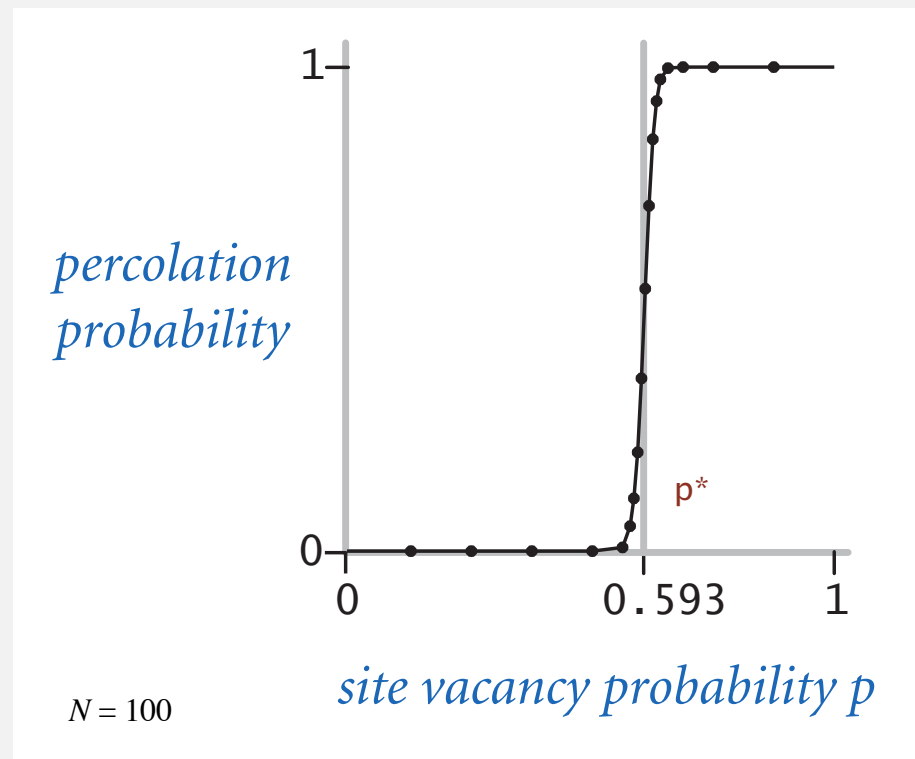 1
percolation
probability
p*
0
0 0.593 1
site vacancy probability p
N = 100